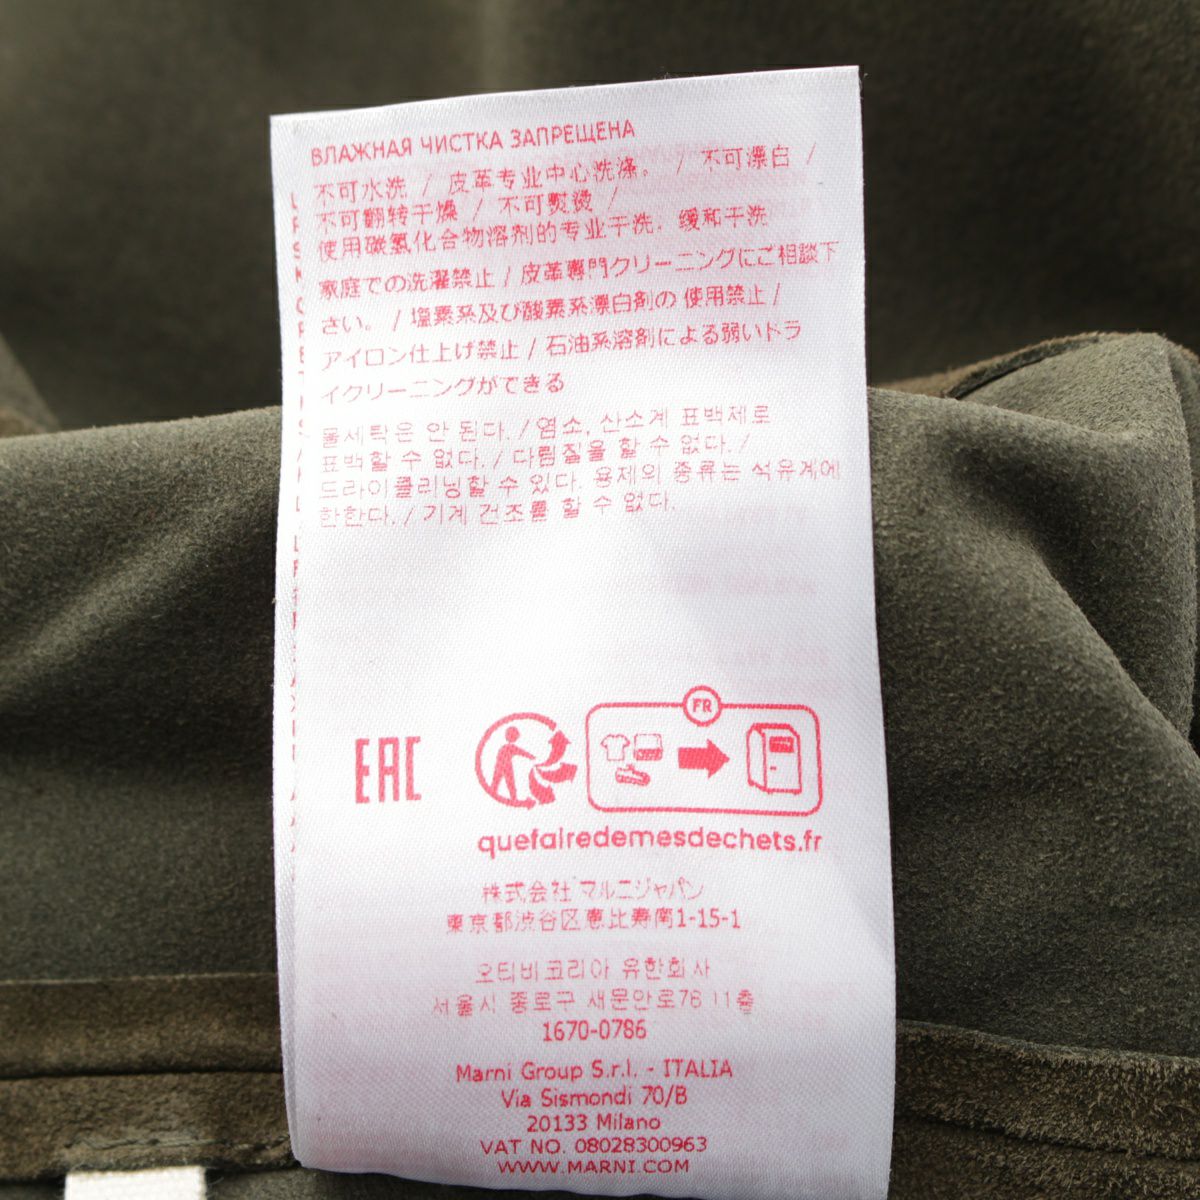 ВЛАЖНАЯ ЧИСТКА ЗАПРЕЩЕНА
不可水洗 / 皮革专业中心洗涤。 / 不可漂白 /
不可翻转干燥 / 不可熨烫 /
使用碳氢化合物溶剂的专业干洗，缓和干洗
家庭での洗濯禁止 / 皮革専門クリーニングにご相談下
さい。 / 塩素系及び酸素系漂白剤の 使用禁止 /
アイロン仕上げ禁止 / 石油系溶剤による弱いドラ
イクリーニングができる
물세탁은 안 된다. / 염소, 산소계 표백제로
표백할 수 없다. / 다림질을 할 수 없다. /
드라이클리닝할 수 있다. 용제의 종류는 석유계에
한한다. / 기계 건조를 할 수 없다.
EAC
FR
quefairedemesdechets.fr
株式会社 マルニジャパン
東京都渋谷区恵比寿南1-15-1
오티비코리아 유한회사
서울시 종로구 새문안로76 11층
1670-0786
Marni Group S.r.l. - ITALIA
Via Sismondi 70/B
20133 Milano
VAT NO. 08028300963
WWW.MARNI.COM